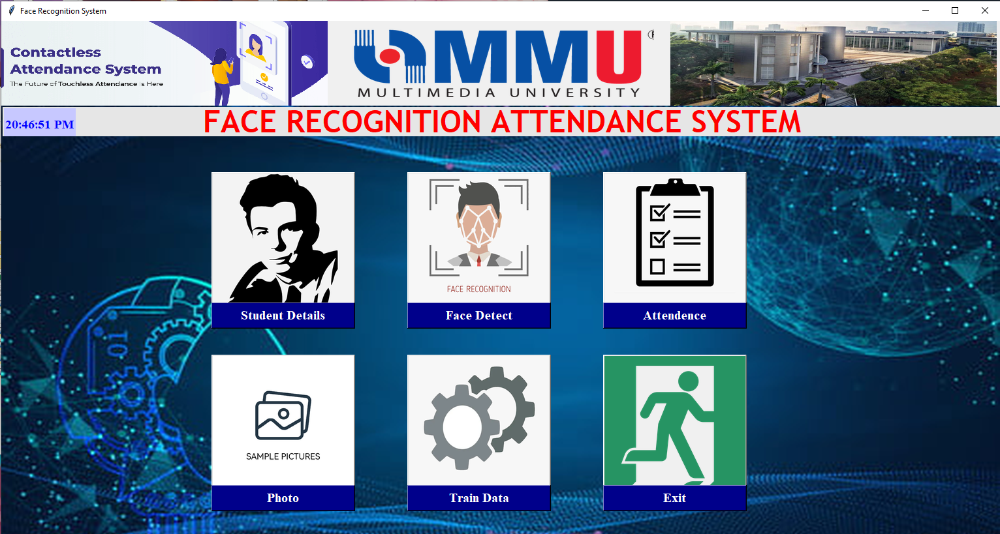 Face Recognition System
Contactless
Attendance System
The Future of Touchless Attendance is Here
MMU
MULTIMEDIA UNIVERSITY
20:46:51 PM
FACE RECOGNITION ATTENDANCE SYSTEM
FACE RECOGNITION
Student Details
Face Detect
Attendence
SAMPLE PICTURES
Photo
Train Data
Exit